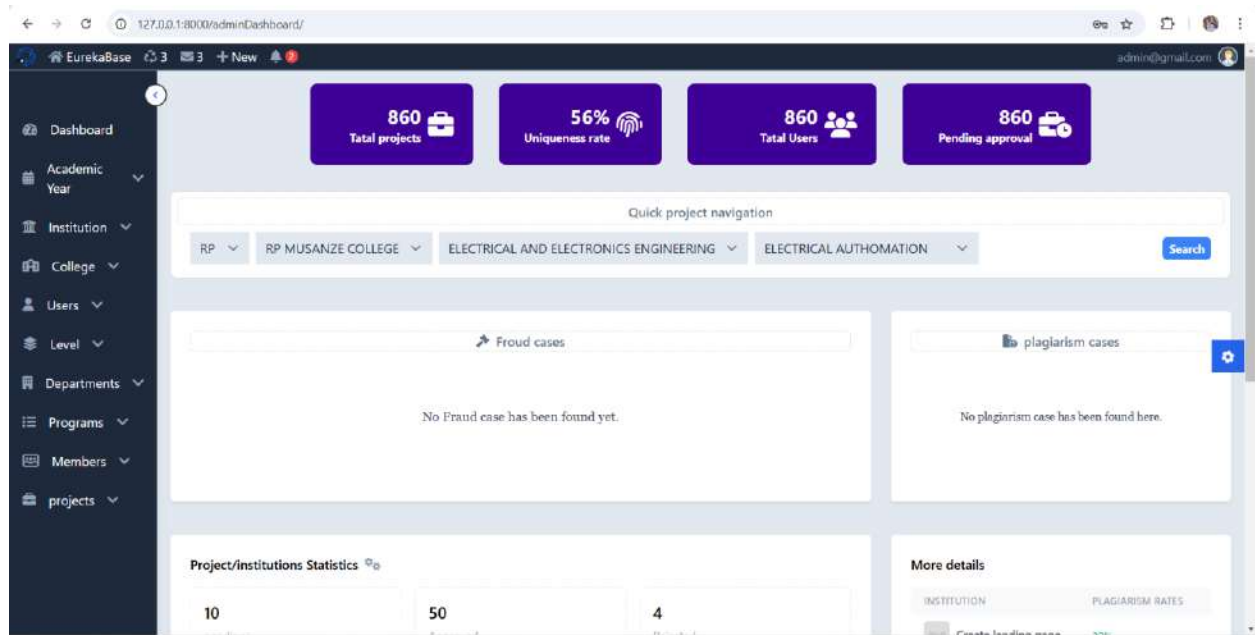 127.0.0.1:8000/adminDashboard/
EurekaBase 3 3 + New 2
admin@gmail.com
Dashboard
Academic Year
Institution
College
Users
Level
Departments
Programs
Members
projects
860
Tatal projects
56%
Uniqueness rate
860
Tatal Users
860
Pending approval
Quick project navigation
RP RP MUSANZE COLLEGE ELECTRICAL AND ELECTRONICS ENGINEERING ELECTRICAL AUTHOMATION Search
Froud cases
No Fraud case has been found yet.
plagiarism cases
No plagiarism case has been found here.
Project/institutions Statistics
10
50
4
More details
INSTITUTION PLAGIARISM RATES